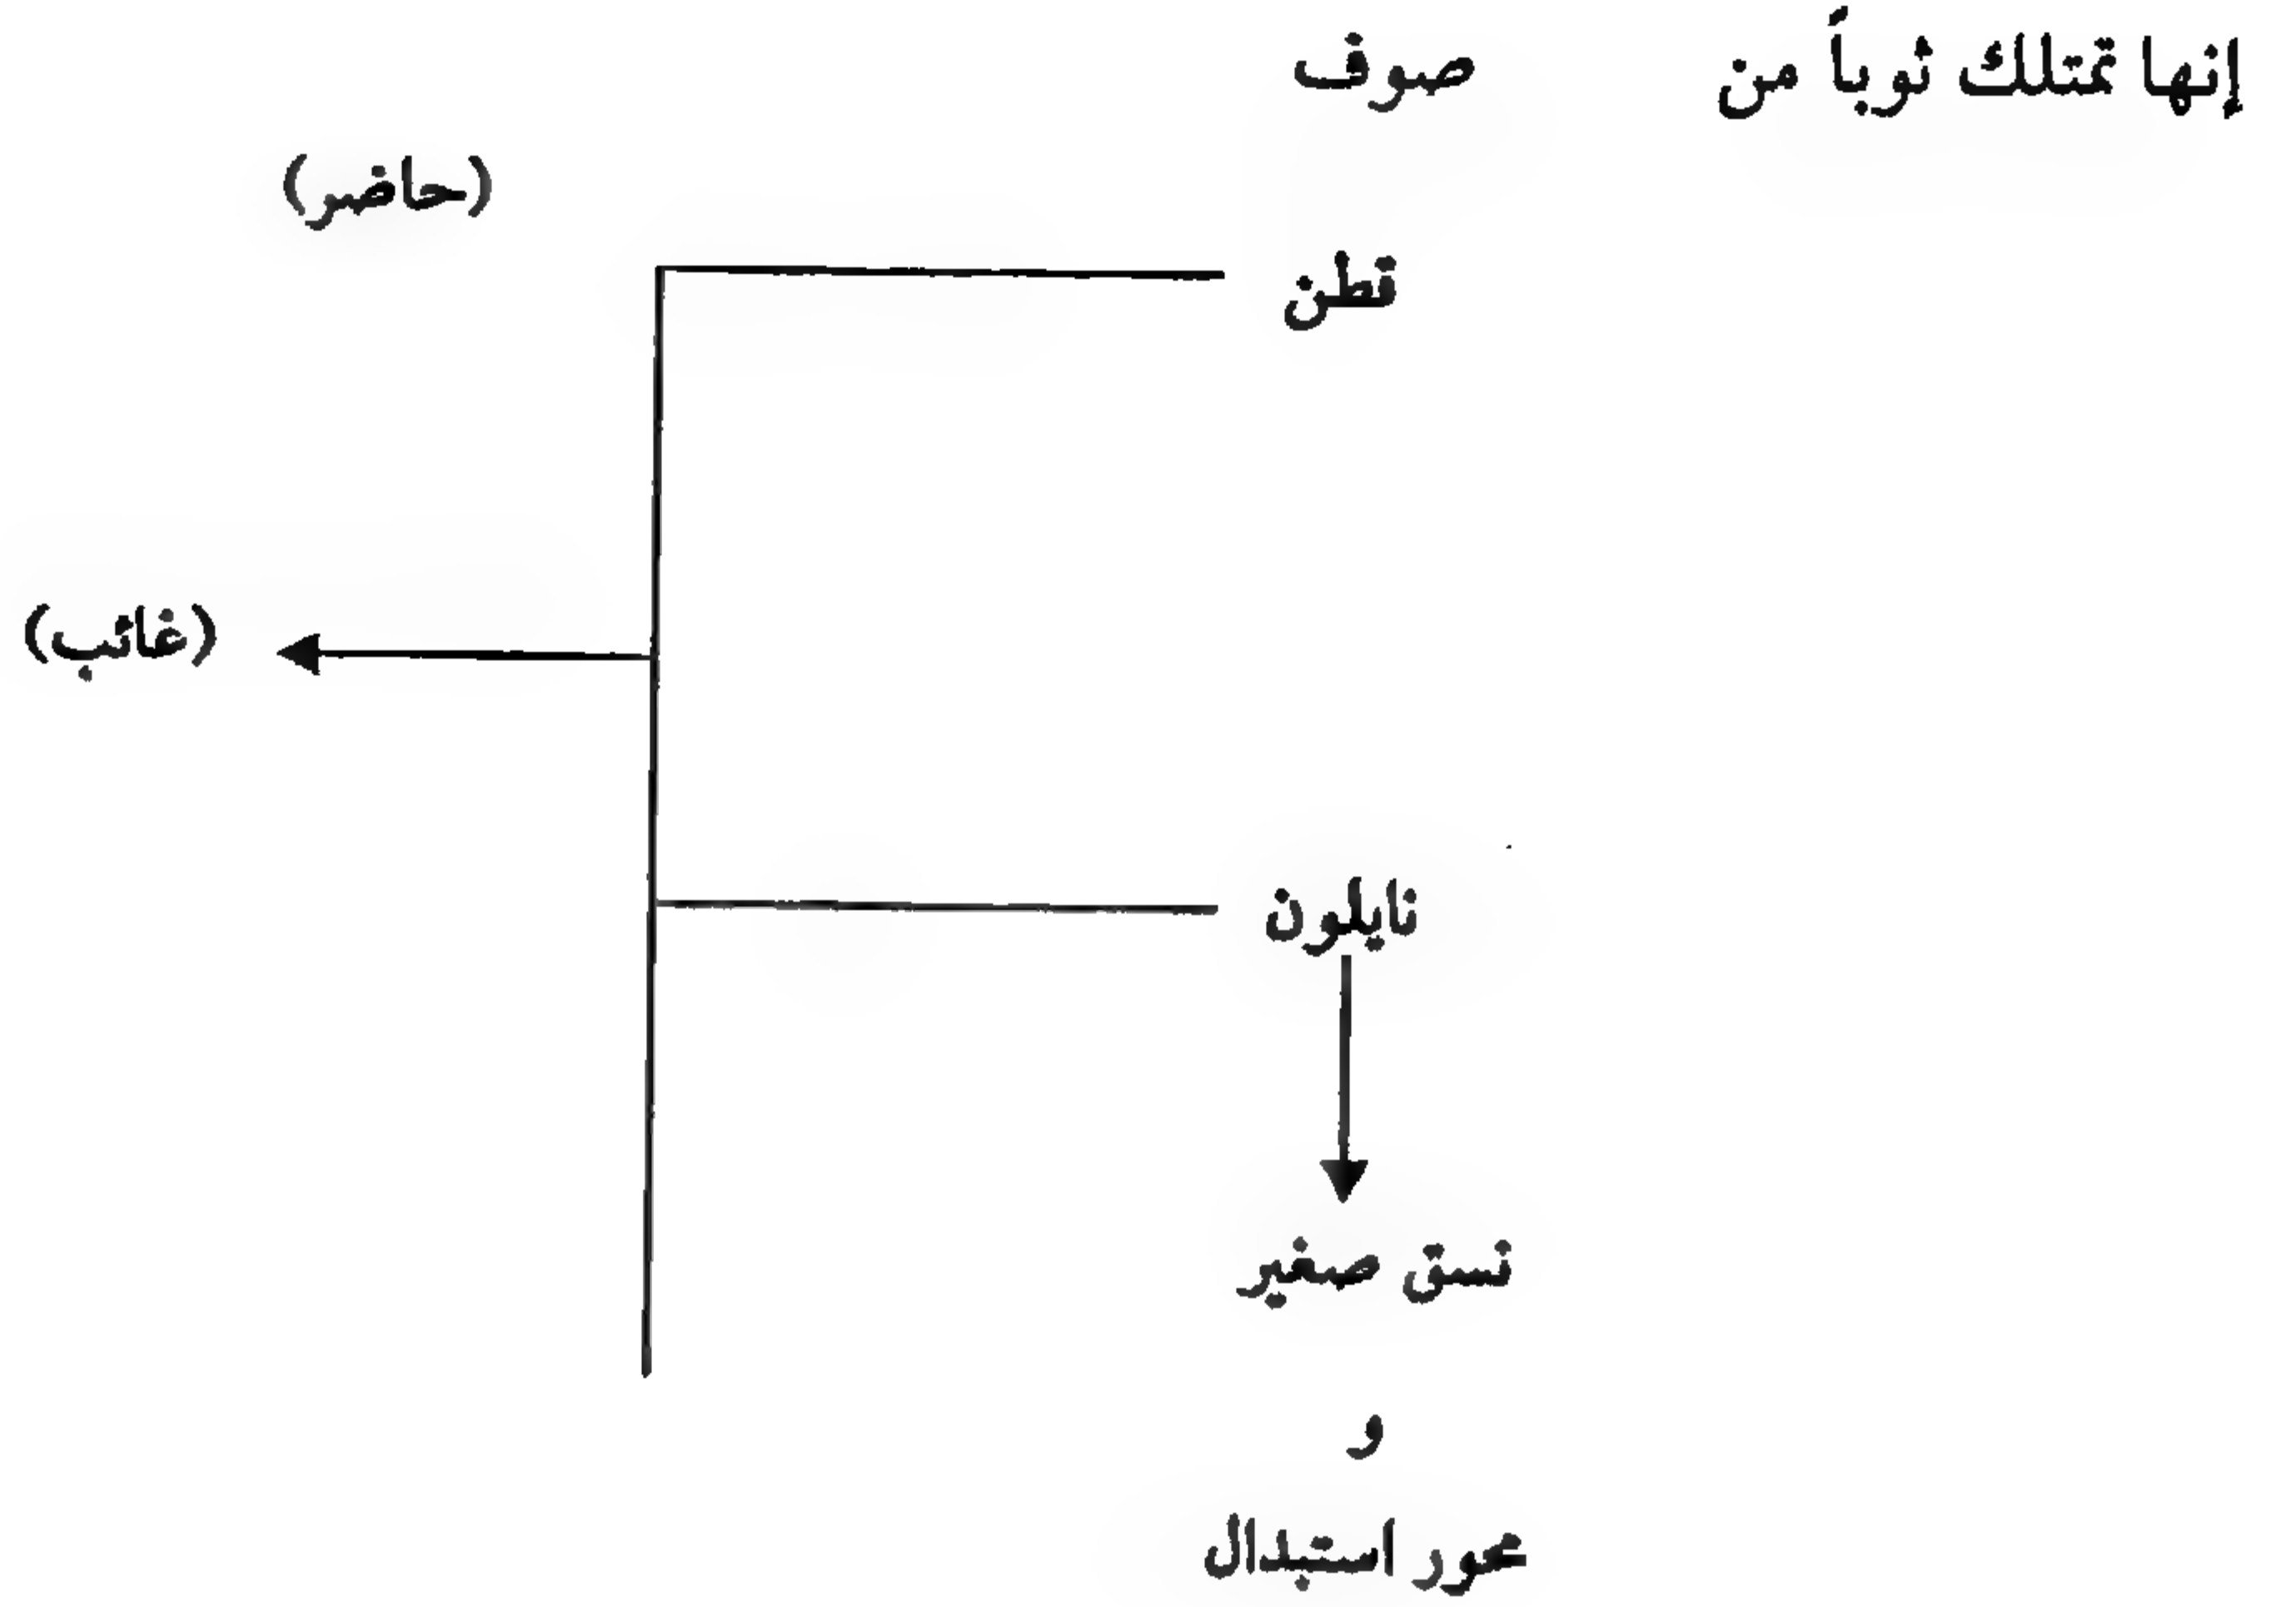 إنها تمتلك ثوباً من صوف
(حاضر)
قطن
(غائب)
نايلون
نسق صغير
و
محور استبدال